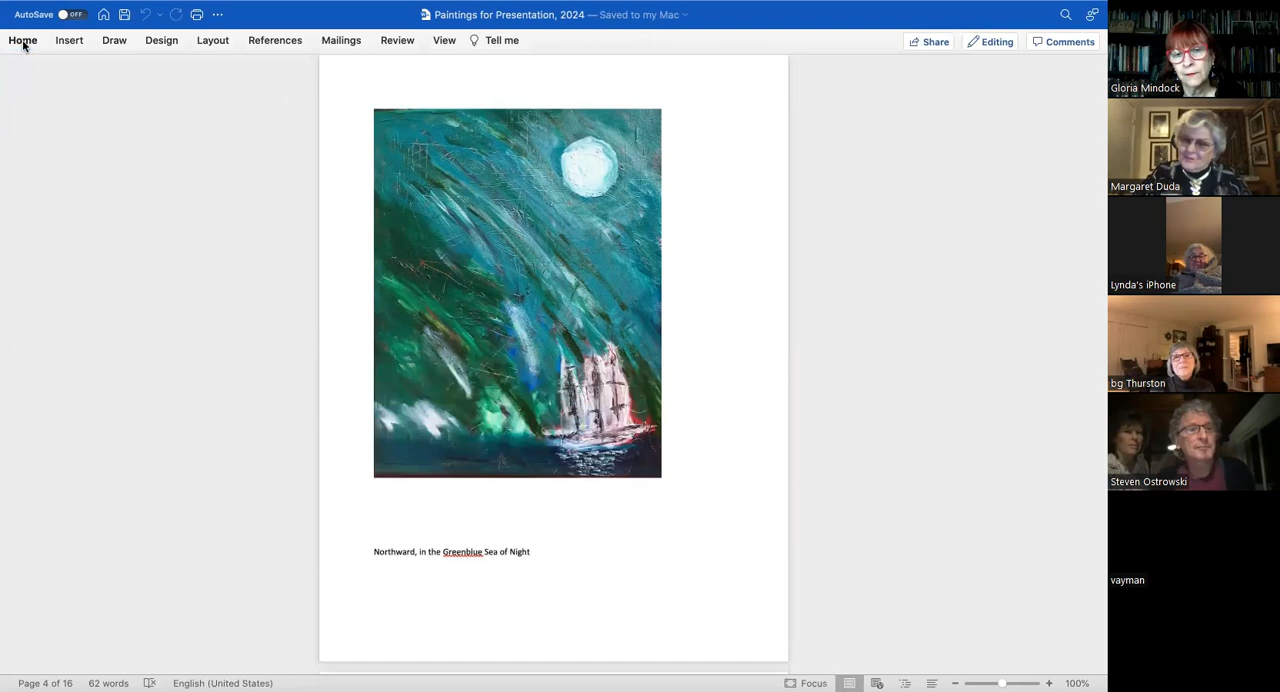 AutoSave OFF
Paintings for Presentation, 2024 — Saved to my Mac
Home Insert Draw Design Layout References Mailings Review View Tell me
Share Editing Comments
Gloria Mindock
Margaret Duda
Lynda's iPhone
bg Thurston
Steven Ostrowski
vayman
Northward, in the Greenblue Sea of Night
Page 4 of 16 62 words English (United States) Focus 100%